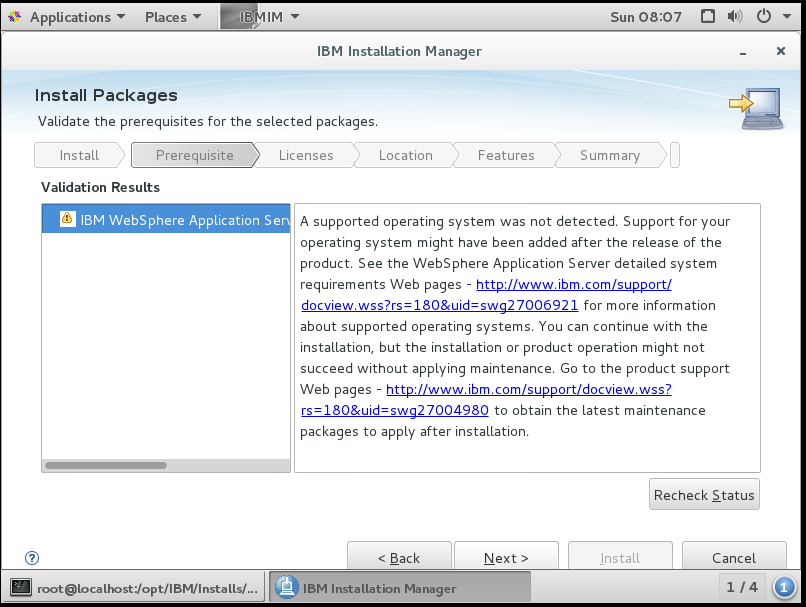 Applications Places IBMIM Sun 08:07
IBM Installation Manager
Install Packages
Validate the prerequisites for the selected packages.
Install Prerequisite Licenses Location Features Summary
Validation Results
IBM WebSphere Application Serv
A supported operating system was not detected. Support for your
operating system might have been added after the release of the
product. See the WebSphere Application Server detailed system
requirements Web pages - http://www.ibm.com/support/
docview.wss?rs=180&uid=swg27006921 for more information
about supported operating systems. You can continue with the
installation, but the installation or product operation might not
succeed without applying maintenance. Go to the product support
Web pages - http://www.ibm.com/support/docview.wss?
rs=180&uid=swg27004980 to obtain the latest maintenance
packages to apply after installation.
Recheck Status
?
< Back Next > Install Cancel
root@localhost:/opt/IBM/Installs/... IBM Installation Manager 1 / 4 1